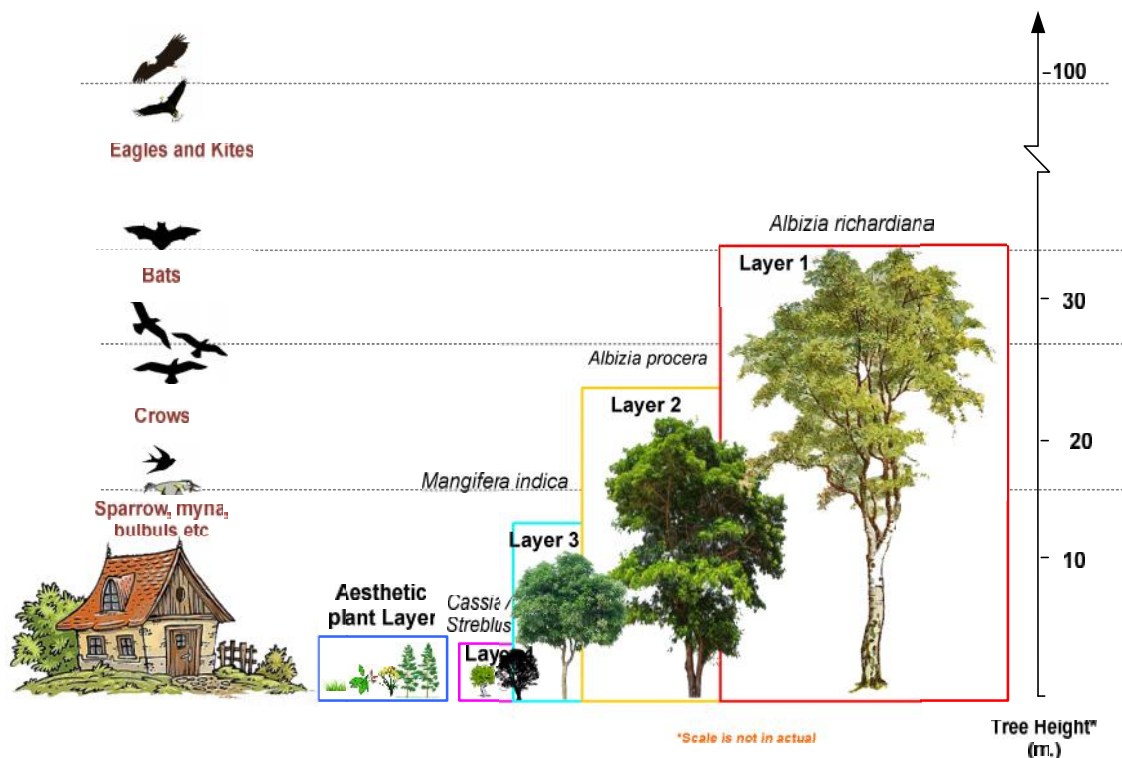 -100
Eagles and Kites
Albizia richardiana
Layer 1
Bats
30
Albizia procera
Layer 2
Crows
20
Mangifera indica
Sparrow, myna,
bulbuls etc
Layer 3
10
Aesthetic
plant Layer
Cassia /
Streblus
*Scale is not in actual
Tree Height*
(m.)